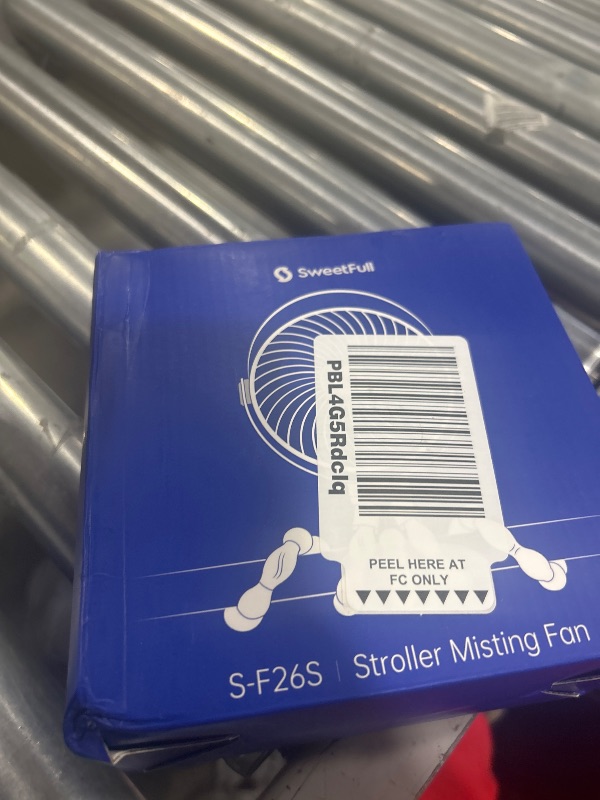 SweetFull
PBL4G5Rdclq
PEEL HERE AT
FC ONLY
S-F26S | Stroller Misting Fan